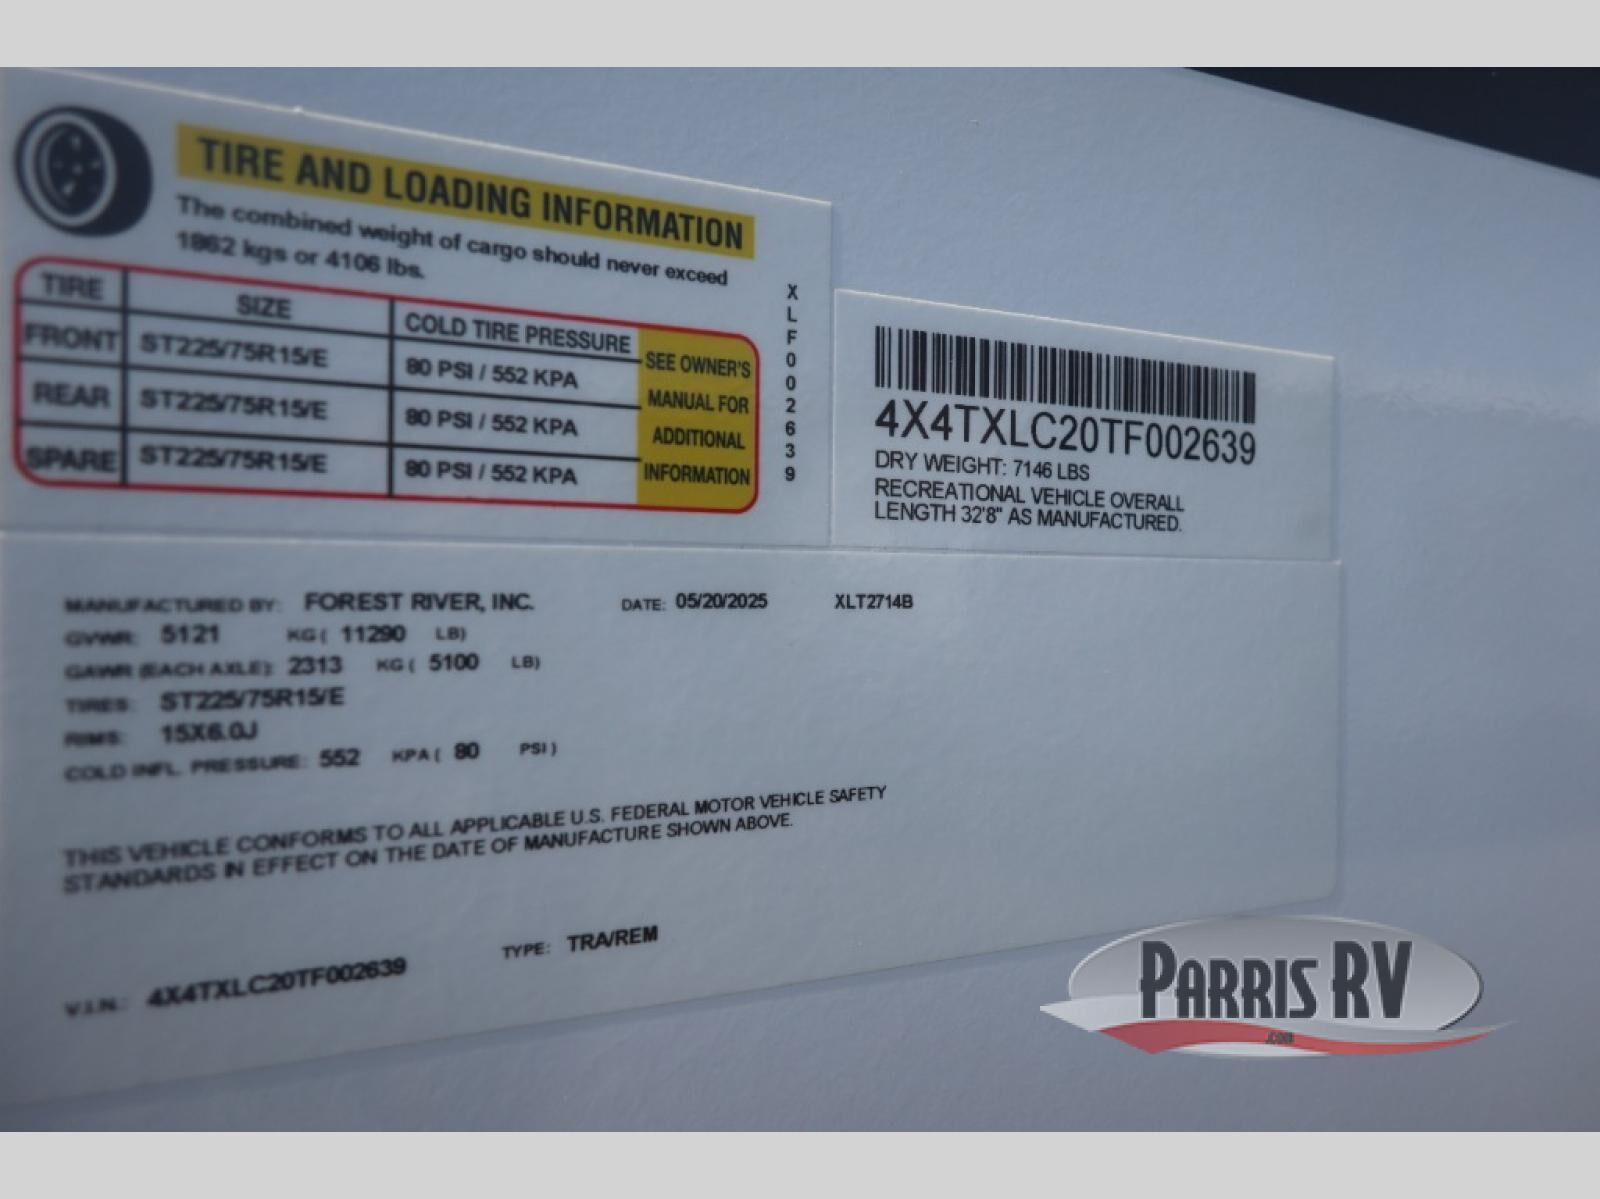 TIRE AND LOADING INFORMATION
The combined weight of cargo should never exceed
1862 kgs or 4106 lbs.
TIRE SIZE COLD TIRE PRESSURE SEE OWNER'S
FRONT ST225/75R15/E 80 PSI / 552 KPA MANUAL FOR
REAR ST225/75R15/E 80 PSI / 552 KPA ADDITIONAL
SPARE ST225/75R15/E 80 PSI / 552 KPA INFORMATION
XLF002639
4X4TXLC20TF002639
DRY WEIGHT: 7146 LBS
RECREATIONAL VEHICLE OVERALL
LENGTH 32'8" AS MANUFACTURED.
MANUFACTURED BY: FOREST RIVER, INC. DATE: 05/20/2025 XLT2714B
GVWR: 5121 KG ( 11290 LB)
GAWR (EACH AXLE): 2313 KG ( 5100 LB)
TIRES: ST225/75R15/E
RIMS: 15X6.0J
COLD INFL. PRESSURE: 552 KPA ( 80 PSI )
THIS VEHICLE CONFORMS TO ALL APPLICABLE U.S. FEDERAL MOTOR VEHICLE SAFETY
STANDARDS IN EFFECT ON THE DATE OF MANUFACTURE SHOWN ABOVE.
V.I.N.: 4X4TXLC20TF002639 TYPE: TRA/REM
PARRIS RV
.COM